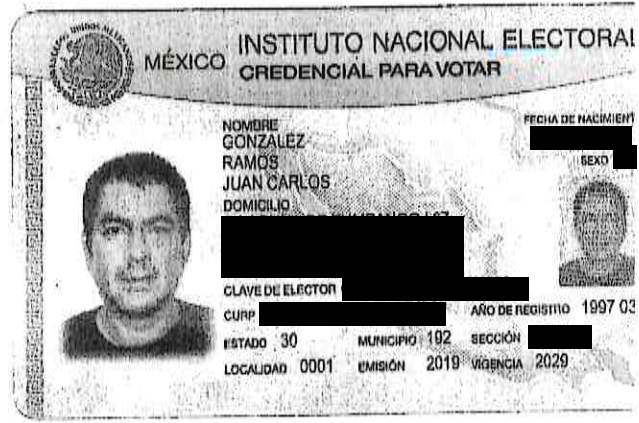 MÉXICO
INSTITUTO NACIONAL ELECTORAL
CREDENCIAL PARA VOTAR
NOMBRE
GONZALEZ
RAMOS
JUAN CARLOS
DOMICILIO
FECHA DE NACIMIENT
SEXO
CLAVE DE ELECTOR
CURP
AÑO DE REGISTRO 1997 03
ESTADO 30 MUNICIPIO 192 SECCIÓN
LOCALIDAD 0001 EMISIÓN 2019 VIGENCIA 2029